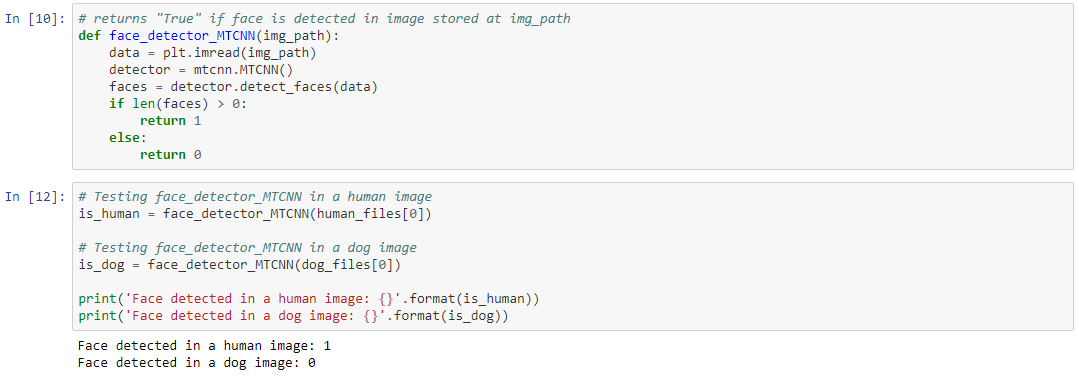 In [10]: # returns "True" if face is detected in image stored at img_path
def face_detector_MTCNN(img_path):
    data = plt.imread(img_path)
    detector = mtcnn.MTCNN()
    faces = detector.detect_faces(data)
    if len(faces) > 0:
        return 1
    else:
        return 0
In [12]: # Testing face_detector_MTCNN in a human image
is_human = face_detector_MTCNN(human_files[0])
# Testing face_detector_MTCNN in a dog image
is_dog = face_detector_MTCNN(dog_files[0])
print('Face detected in a human image: {}'.format(is_human))
print('Face detected in a dog image: {}'.format(is_dog))
Face detected in a human image: 1
Face detected in a dog image: 0